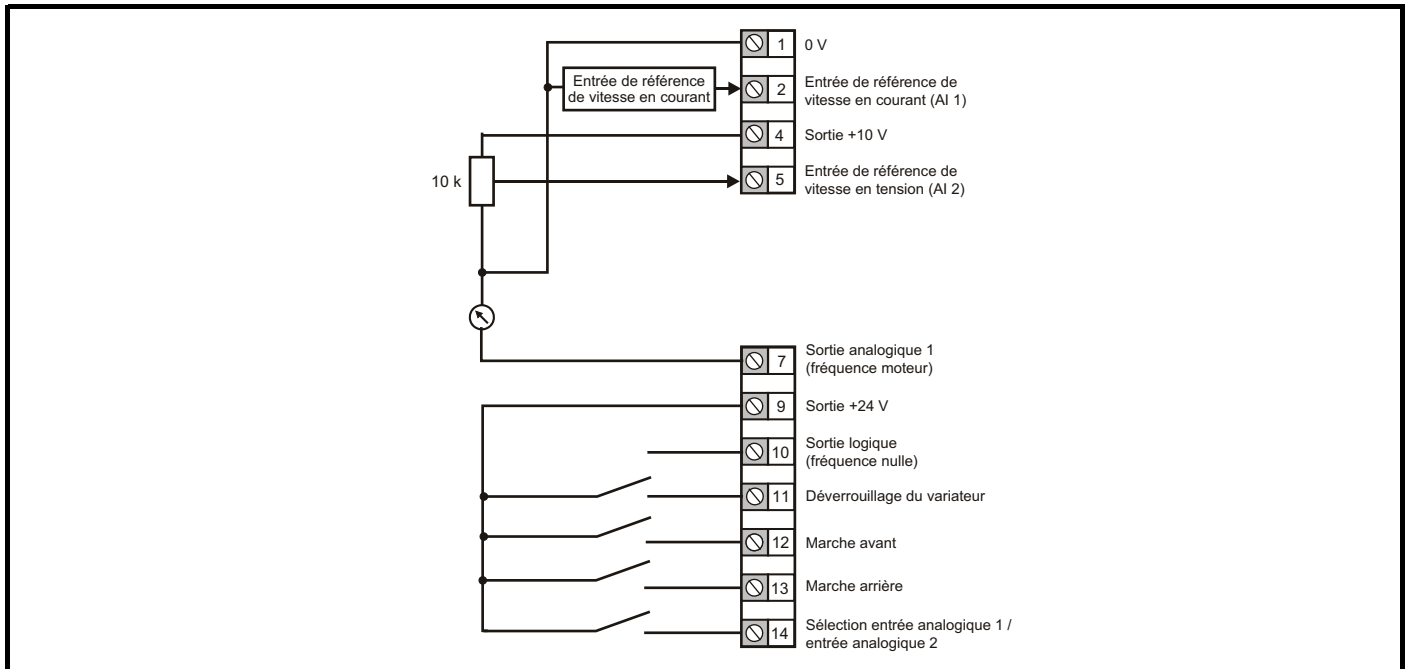 1 0 V
Entrée de référence
de vitesse en courant
2 Entrée de référence de
vitesse en courant (AI 1)
4 Sortie +10 V
10 k
5 Entrée de référence de
vitesse en tension (AI 2)
7 Sortie analogique 1
(fréquence moteur)
9 Sortie +24 V
10 Sortie logique
(fréquence nulle)
11 Déverrouillage du variateur
12 Marche avant
13 Marche arrière
14 Sélection entrée analogique 1 /
entrée analogique 2